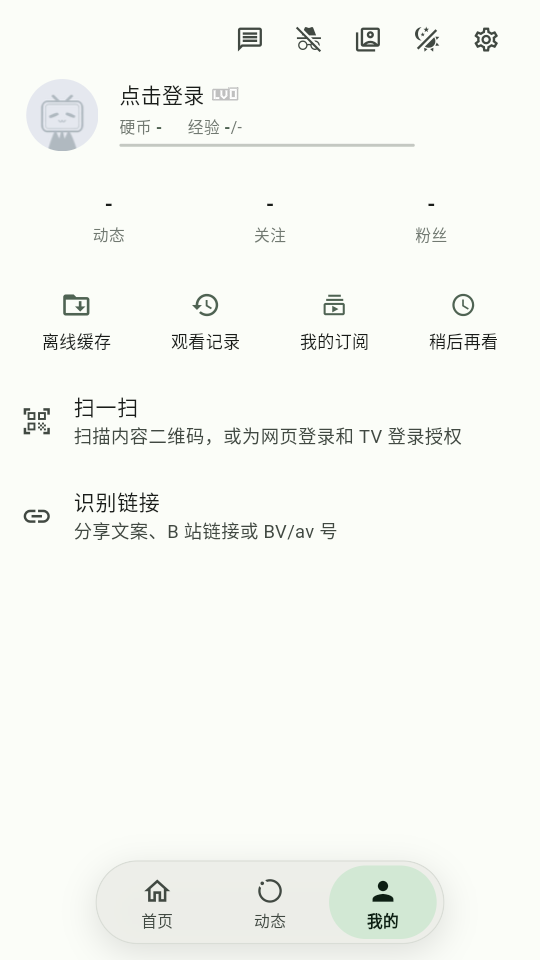 点击登录 LV0
硬币 - 经验 -/-
- - -
动态 关注 粉丝
离线缓存 观看记录 我的订阅 稍后再看
扫一扫
扫描内容二维码，或为网页登录和 TV 登录授权
识别链接
分享文案、B 站链接或 BV/av 号
首页 动态 我的